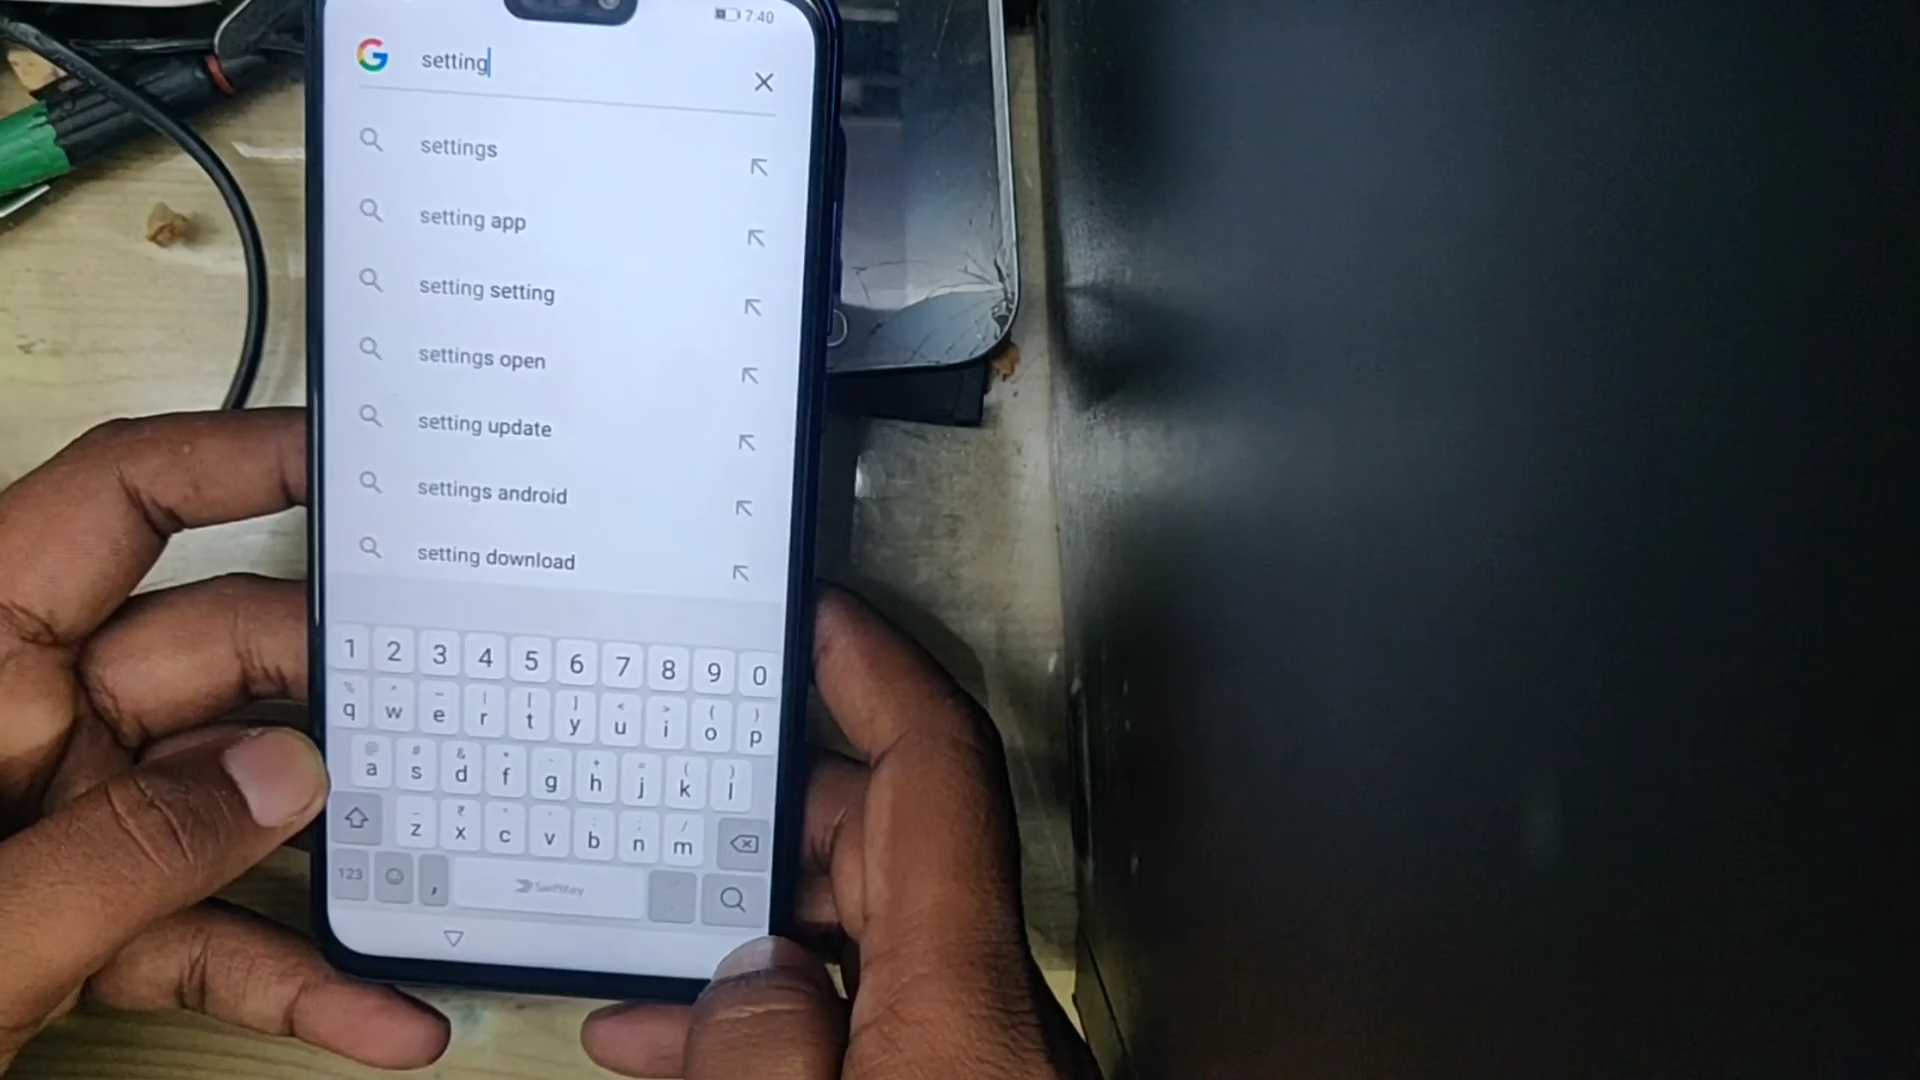 7:40
setting
settings
setting app
setting setting
settings open
setting update
settings android
setting download
1 2 3 4 5 6 7 8 9 0
q w e r t y u i o p
a s d f g h j k l
z x c v b n m
123 , SwiftKey